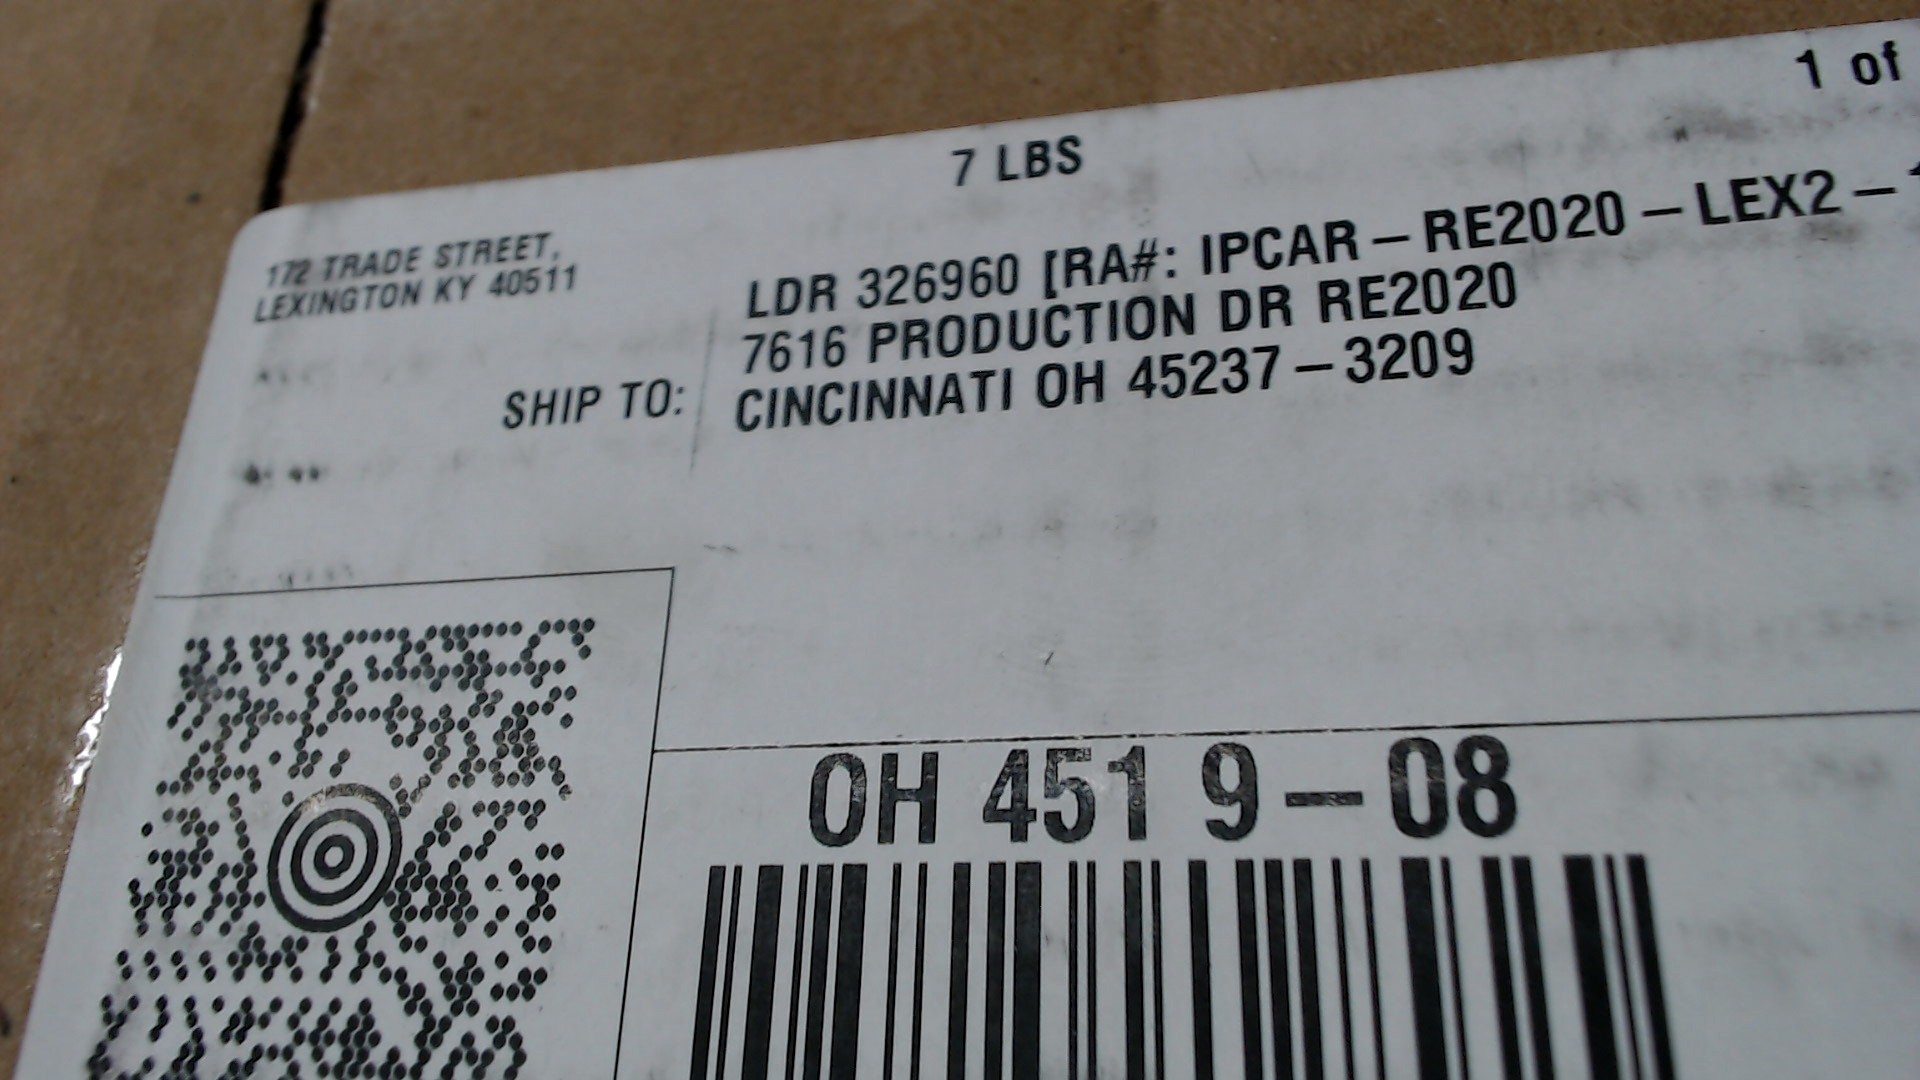 1 of
7 LBS
172 TRADE STREET,
LEXINGTON KY 40511
SHIP TO:
LDR 326960 [RA#: IPCAR-RE2020-LEX2-
7616 PRODUCTION DR RE2020
CINCINNATI OH 45237-3209
OH 451 9-08